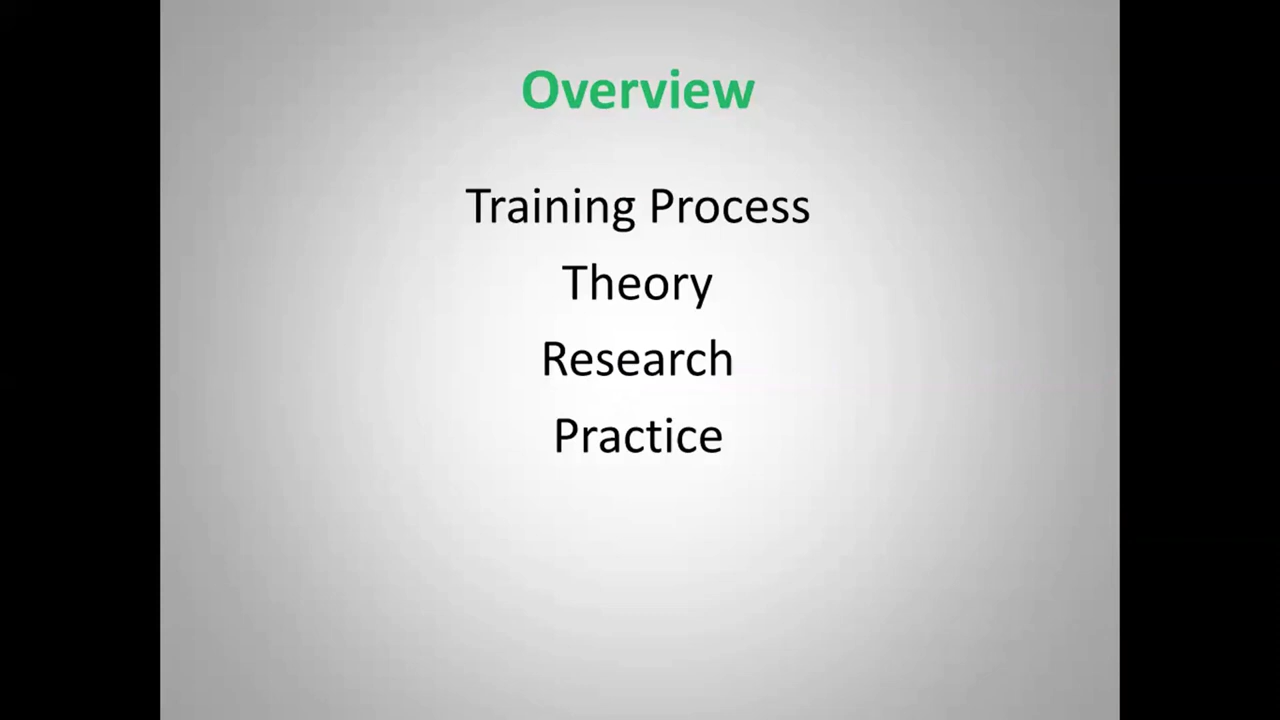 Overview
Training Process
Theory
Research
Practice